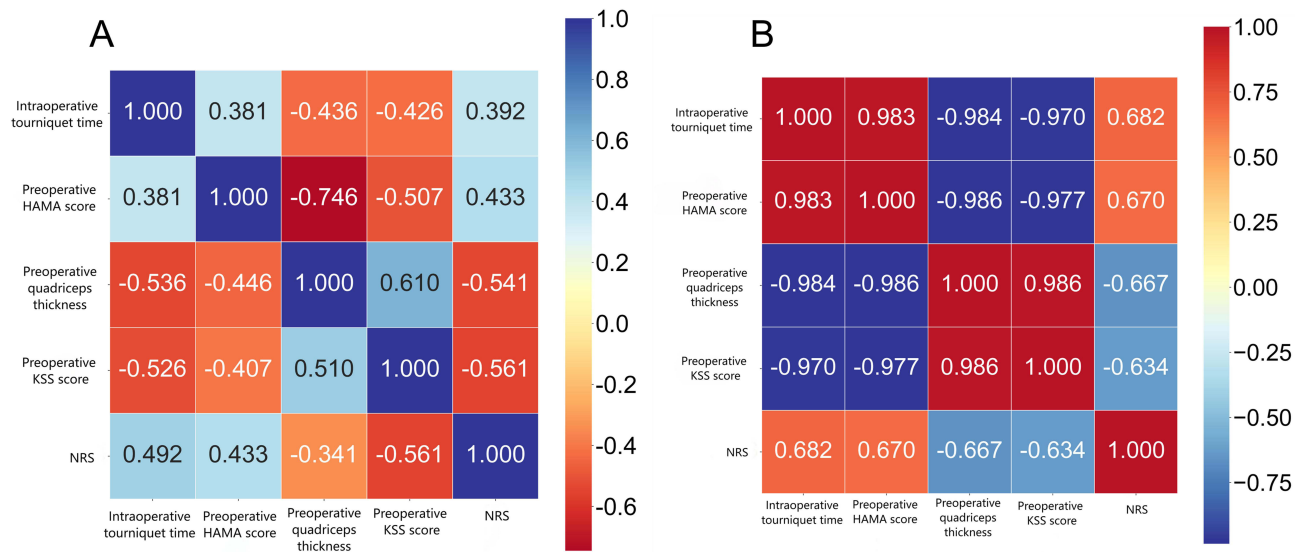 A
Intraoperative
tourniquet time
1.000 0.381 -0.436 -0.426 0.392
Preoperative
HAMA score
0.381 1.000 -0.746 -0.507 0.433
Preoperative
quadriceps
thickness
-0.536 -0.446 1.000 0.610 -0.541
Preoperative
KSS score
-0.526 -0.407 0.510 1.000 -0.561
NRS
0.492 0.433 -0.341 -0.561 1.000
Intraoperative
tourniquet time
Preoperative
HAMA score
Preoperative
quadriceps
thickness
Preoperative
KSS score
NRS
1.0
0.8
0.6
0.4
0.2
0.0
-0.2
-0.4
-0.6
B
Intraoperative
tourniquet time
1.000 0.983 -0.984 -0.970 0.682
Preoperative
HAMA score
0.983 1.000 -0.986 -0.977 0.670
Preoperative
quadriceps
thickness
-0.984 -0.986 1.000 0.986 -0.667
Preoperative
KSS score
-0.970 -0.977 0.986 1.000 -0.634
NRS
0.682 0.670 -0.667 -0.634 1.000
Intraoperative
tourniquet time
Preoperative
HAMA score
Preoperative
quadriceps
thickness
Preoperative
KSS score
NRS
1.00
0.75
0.50
0.25
0.00
−0.25
−0.50
−0.75